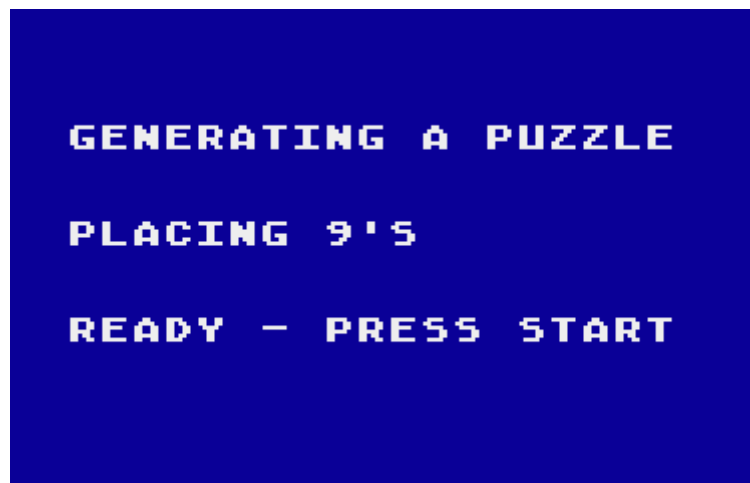 GENERATING A PUZZLE
PLACING 9'S
READY - PRESS START